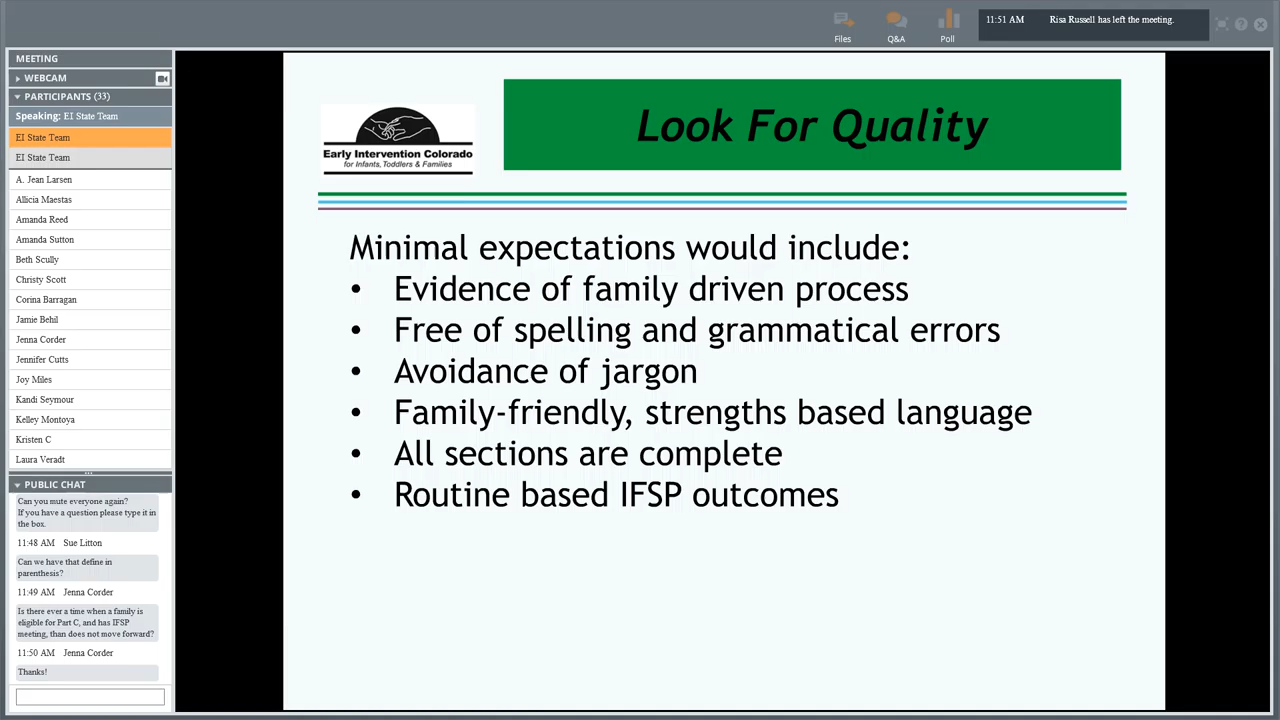 11:51 AM Risa Russell has left the meeting.
Files Q&A Poll
MEETING
WEBCAM
PARTICIPANTS (33)
Speaking: EI State Team
EI State Team
EI State Team
A. Jean Larsen
Allicia Maestas
Amanda Reed
Amanda Sutton
Beth Scully
Christy Scott
Corina Barragan
Jamie Behil
Jenna Corder
Jennifer Cutts
Joy Miles
Kandi Seymour
Kelley Montoya
Kristen C
Laura Veradt
PUBLIC CHAT
Can you mute everyone again?
If you have a question please type it in
the box.
11:48 AM Sue Litton
Can we have that define in
parenthesis?
11:49 AM Jenna Corder
Is there ever a time when a family is
eligible for Part C, and has IFSP
meeting, than does not move forward?
11:50 AM Jenna Corder
Thanks!
Early Intervention Colorado
for Infants, Toddlers & Families
Look For Quality
Minimal expectations would include:
• Evidence of family driven process
• Free of spelling and grammatical errors
• Avoidance of jargon
• Family-friendly, strengths based language
• All sections are complete
• Routine based IFSP outcomes